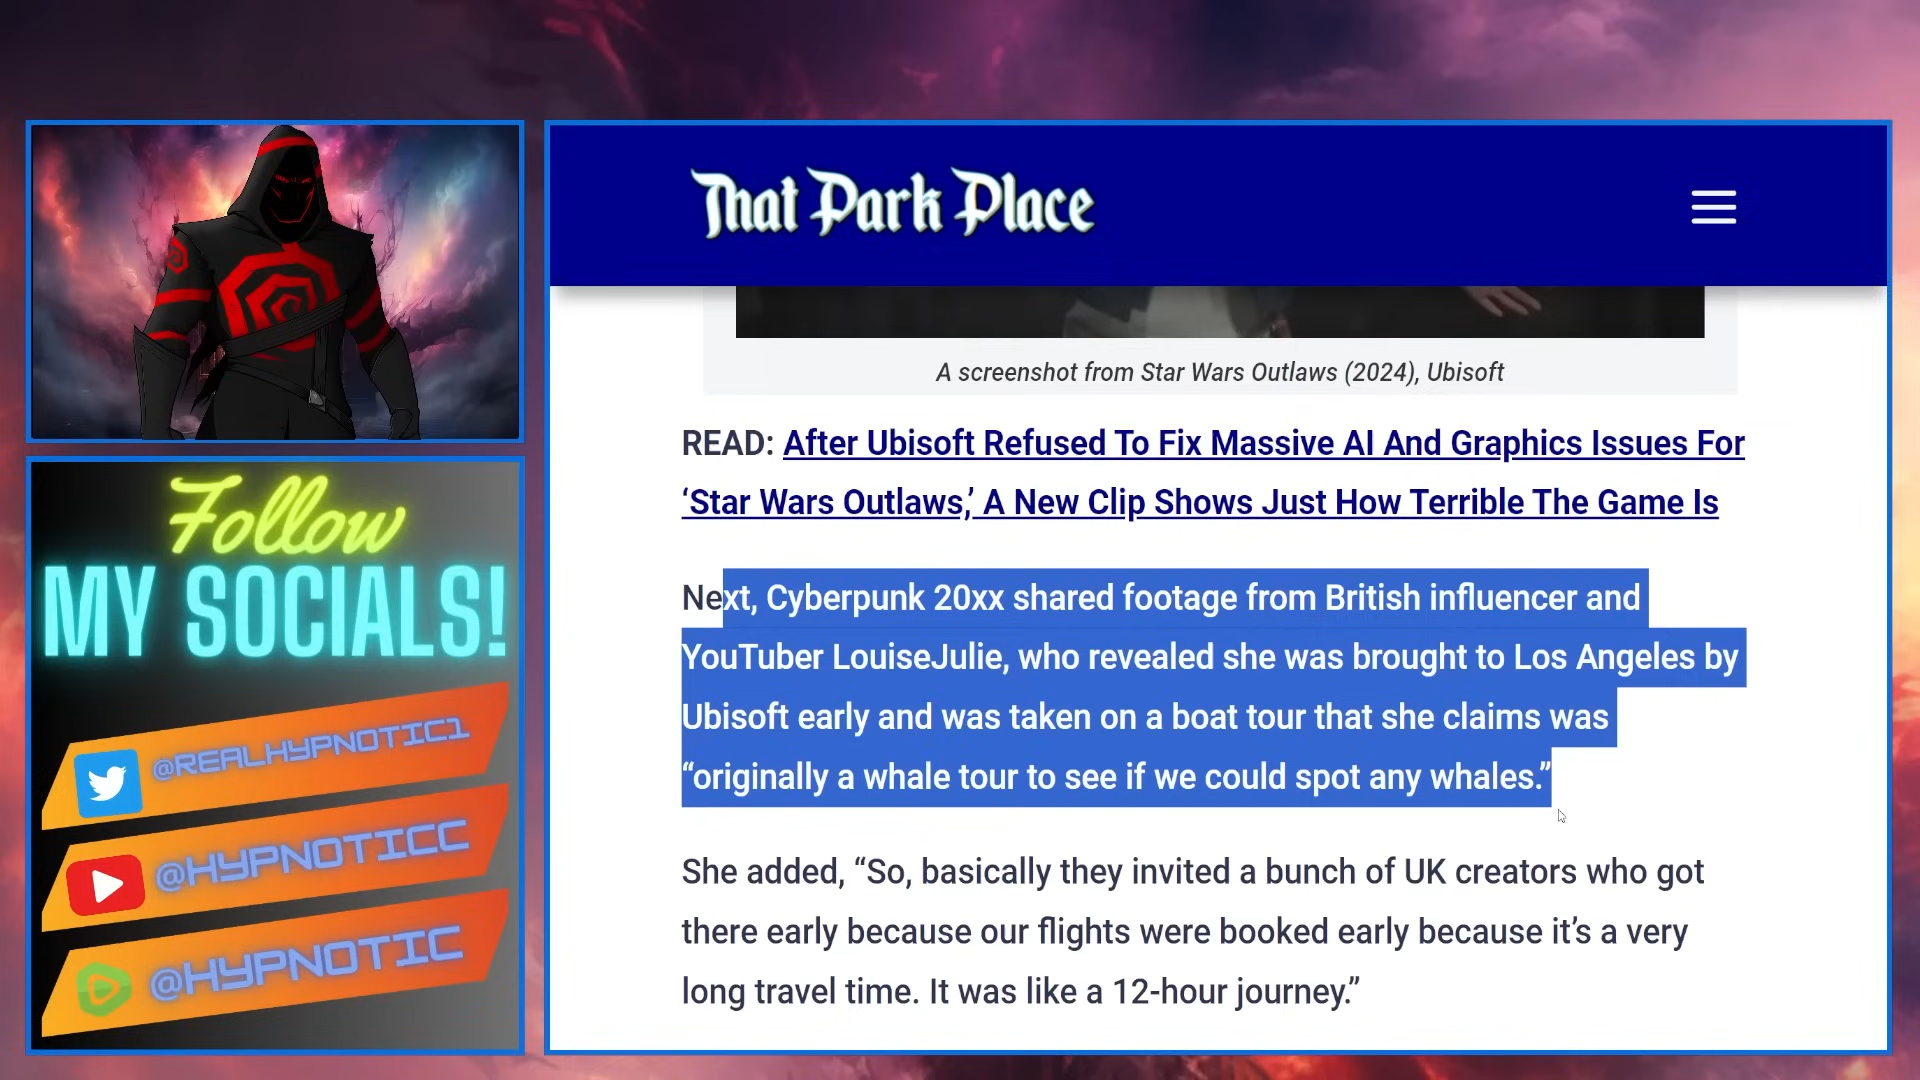 That Park Place
A screenshot from Star Wars Outlaws (2024), Ubisoft
READ: After Ubisoft Refused To Fix Massive AI And Graphics Issues For
‘Star Wars Outlaws,’ A New Clip Shows Just How Terrible The Game Is
Next, Cyberpunk 20xx shared footage from British influencer and
YouTuber LouiseJulie, who revealed she was brought to Los Angeles by
Ubisoft early and was taken on a boat tour that she claims was
“originally a whale tour to see if we could spot any whales.”
She added, “So, basically they invited a bunch of UK creators who got
there early because our flights were booked early because it’s a very
long travel time. It was like a 12-hour journey.”
Follow
MY SOCIALS!
@REALHYPNOTIC1
@HYPNOTICC
@HYPNOTIC